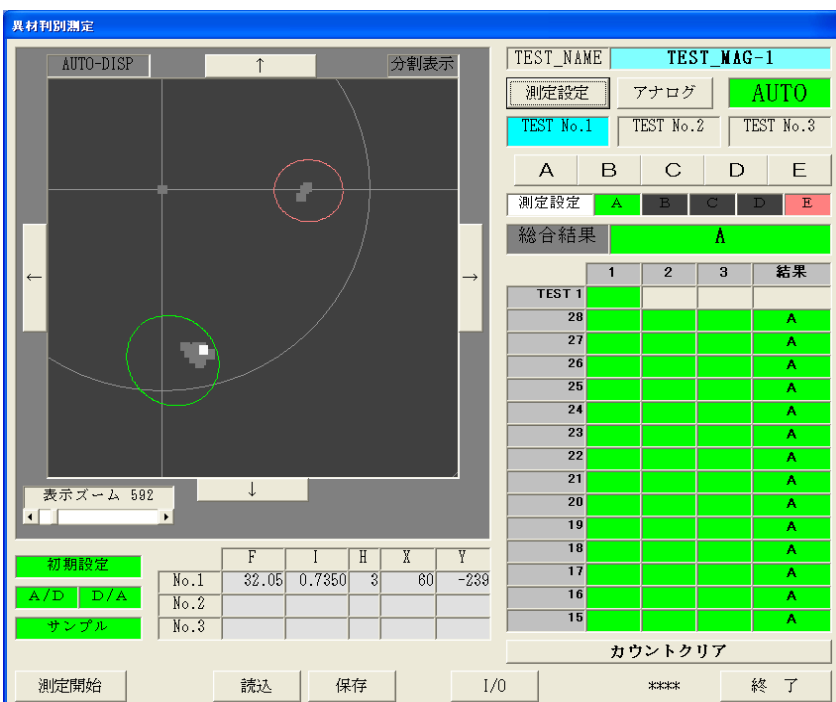 異材判別測定
AUTO-DISP ↑ 分割表示
← →
表示ズーム 592 ↓
TEST_NAME TEST_MAG-1
測定設定 アナログ AUTO
TEST No.1 TEST No.2 TEST No.3
A B C D E
測定設定 A B C D E
総合結果 A
1 2 3 結果
TEST 1
28 A
27 A
26 A
25 A
24 A
23 A
22 A
21 A
20 A
19 A
18 A
17 A
16 A
15 A
カウントクリア
初期設定
A/D D/A
サンプル
F I H X Y
No.1 32.05 0.7350 3 60 -239
No.2
No.3
測定開始 読込 保存 I/O **** 終 了